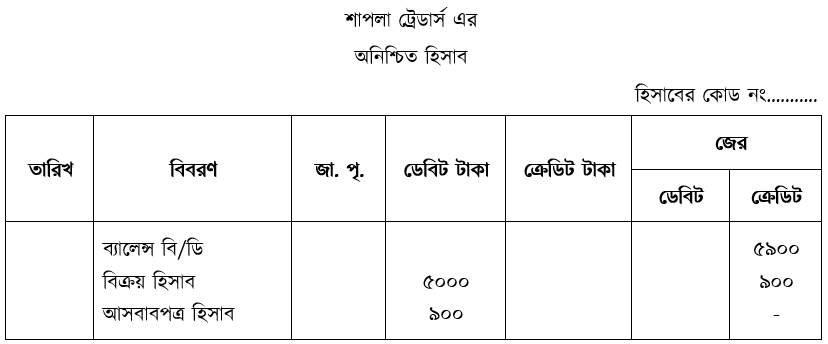 শাপলা ট্রেডার্স এর
অনিশ্চিত হিসাব
হিসাবের কোড নং...........
তারিখ বিবরণ জা. পৃ. ডেবিট টাকা ক্রেডিট টাকা জের
ডেবিট ক্রেডিট
ব্যালেন্স বি/ডি ৫৯০০
বিক্রয় হিসাব ৫০০০ ৯০০
আসবাবপত্র হিসাব ৯০০ -